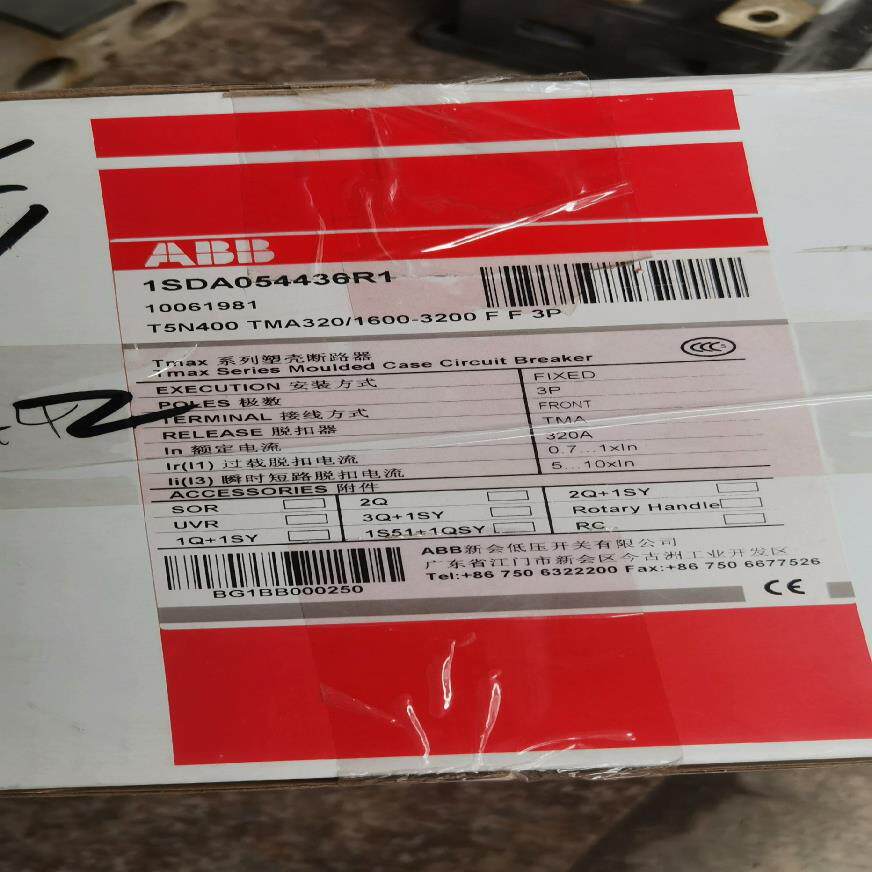 ABB
1SDA054436R1
10061981
T5N400 TMA320/1600-3200 F F 3P
Tmax 系列塑壳断路器
Tmax Series Moulded Case Circuit Breaker
CCC S
EXECUTION 安装方式 FIXED
POLES 极数 3P
TERMINAL 接线方式 FRONT
RELEASE 脱扣器 TMA
In 额定电流 320A
Ir(I1) 过载脱扣电流 0.7...1xIn
Ii(I3) 瞬时短路脱扣电流 5...10xIn
ACCESSORIES 附件
SOR 2Q 2Q+1SY
UVR 3Q+1SY Rotary Handle
1Q+1SY 1S51+1QSY RC
ABB新会低压开关有限公司
广东省江门市新会区今古洲工业开发区
Tel:+86 750 6322200 Fax:+86 750 6677526
BG1BB000250
CE